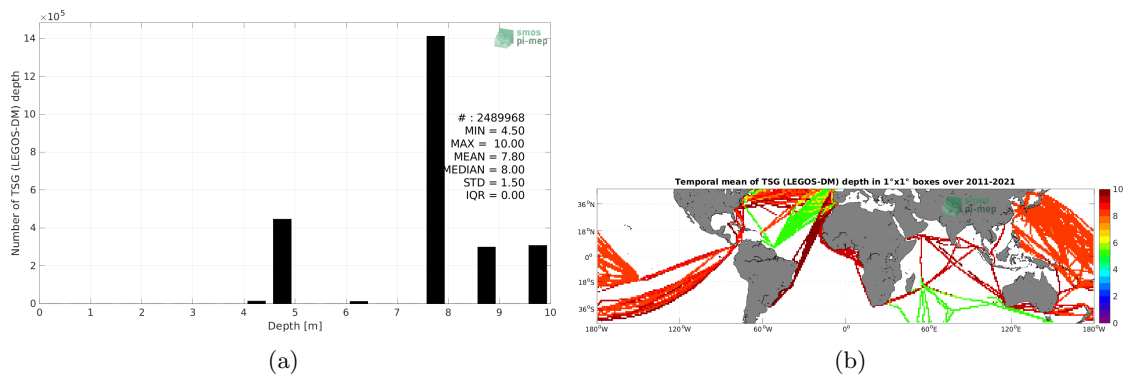 ×10⁵
14
12
10
8
6
4
2
0
Number of TSG (LEGOS-DM) depth
smos
pi-mep
# : 2489968
MIN = 4.50
MAX = 10.00
MEAN = 7.80
MEDIAN = 8.00
STD = 1.50
IQR = 0.00
0 1 2 3 4 5 6 7 8 9 10
Depth [m]
(a)
Temporal mean of TSG (LEGOS-DM) depth in 1°x1° boxes over 2011-2021
smos
pi-mep
36°N
18°N
0°
18°S
36°S
180°W 120°W 60°W 0° 60°E 120°E 180°W
10
8
6
4
2
0
(b)